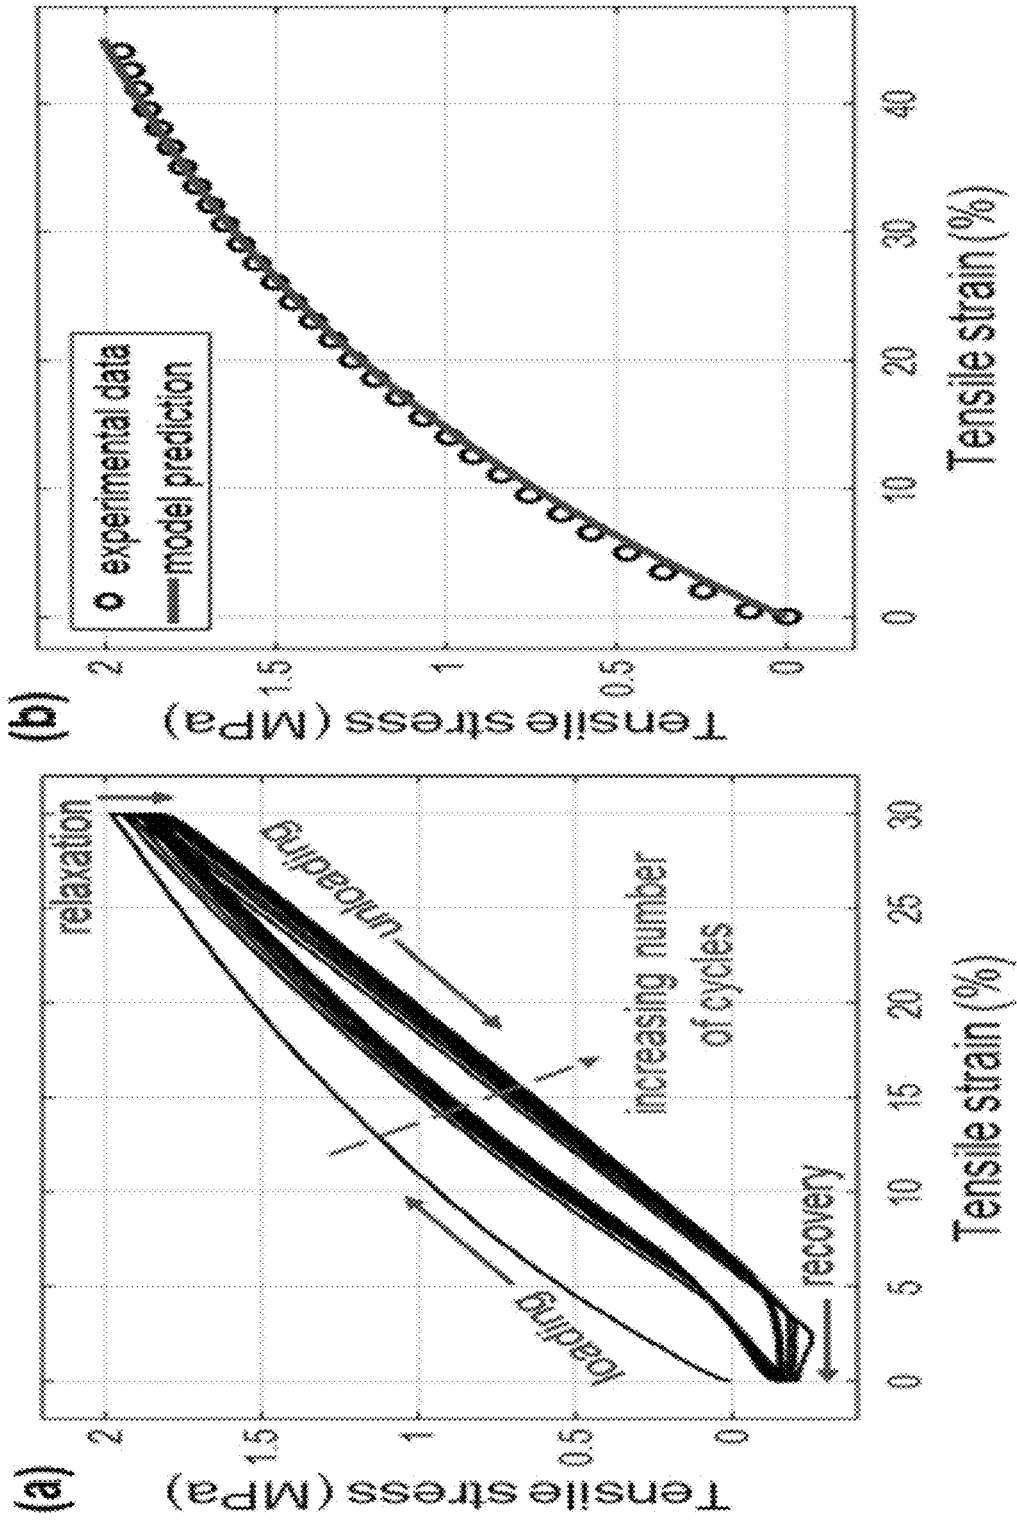 (a)
Tensile stress (MPa)
2
1.5
1
0.5
0
relaxation
unloading
loading
increasing number
of cycles
recovery
0
5
10
15
20
25
30
Tensile strain (%)
(b)
Tensile stress (MPa)
2
1.5
1
0.5
0
experimental data
model prediction
0
10
20
30
40
Tensile strain (%)